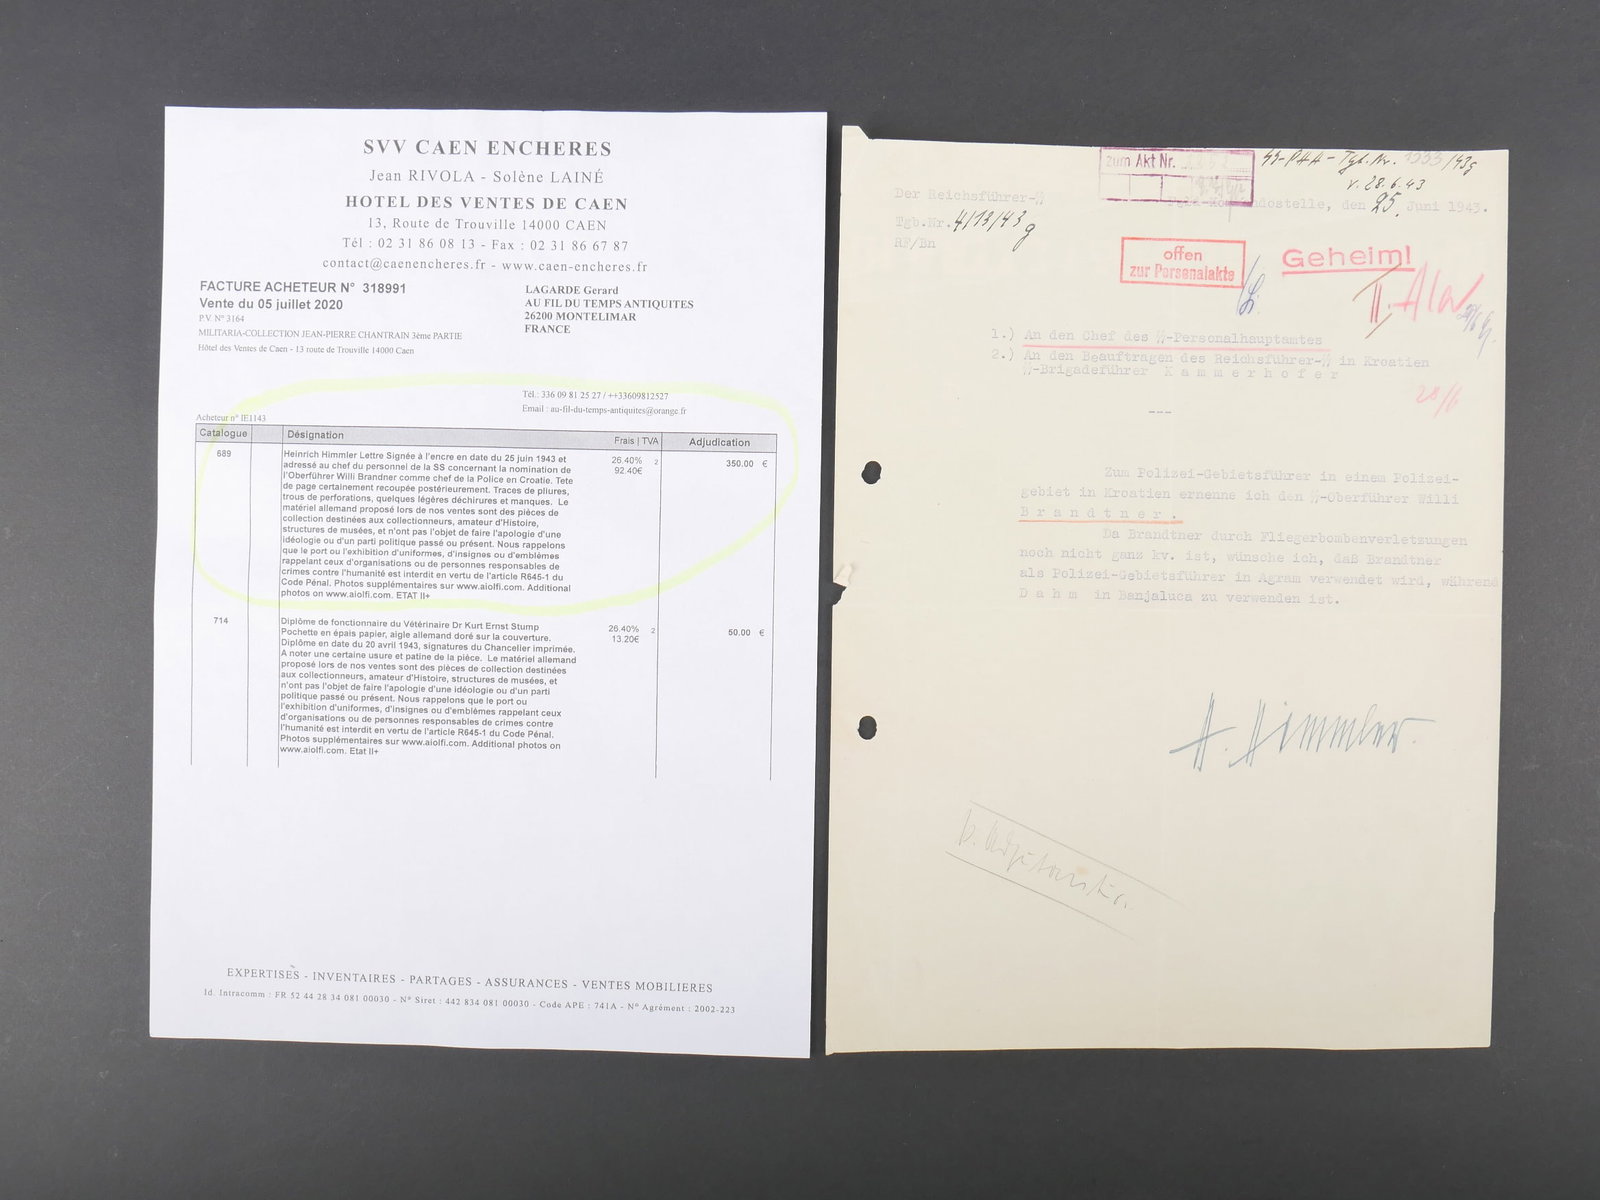 SVV CAEN ENCHERES
Jean RIVOLA - Solène LAINÉ
HOTEL DES VENTES DE CAEN
13, Route de Trouville 14000 CAEN
Tél : 02 31 86 08 13 - Fax : 02 31 86 67 87
contact@caenencheres.fr - www.caen-encheres.fr
FACTURE ACHETEUR N° 318991
Vente du 05 juillet 2020
P.V. N° 3164
MILITARIA-COLLECTION JEAN-PIERRE CHANTRAIN 3ème PARTIE
Hôtel des Ventes de Caen - 13 route de Trouville 14000 Caen
LAGARDE Gerard
AU FIL DU TEMPS ANTIQUITES
26200 MONTELIMAR
FRANCE
Tél.: 336 09 81 25 27 / ++33609812527
Email : au-fil-du-temps-antiquites@orange.fr
Acheteur n° IE1143
Catalogue Désignation Frais | TVA Adjudication
689 Heinrich Himmler Lettre Signée à l'encre en date du 25 juin 1943 et 26.40% 2 350.00 €
adressé au chef du personnel de la SS concernant la nomination de 92.40€
l'Oberführer Willi Brandner comme chef de la Police en Croatie. Tete
de page certainement recoupée postérieurement. Traces de pliures,
trous de perforations, quelques légères déchirures et manques. Le
matériel allemand proposé lors de nos ventes sont des pièces de
collection destinées aux collectionneurs, amateur d'Histoire,
structures de musées, et n'ont pas l'objet de faire l'apologie d'une
idéologie ou d'un parti politique passé ou présent. Nous rappelons
que le port ou l'exhibition d'uniformes, d'insignes ou d'emblèmes
rappelant ceux d'organisations ou de personnes responsables de
crimes contre l'humanité est interdit en vertu de l'article R645-1 du
Code Pénal. Photos supplémentaires sur www.aiolfi.com. Additional
photos on www.aiolfi.com. ETAT II+
714 Diplôme de fonctionnaire du Vétérinaire Dr Kurt Ernst Stump 26.40% 2 50.00 €
Pochette en épais papier, aigle allemand doré sur la couverture. 13.20€
Diplôme en date du 20 avril 1943, signatures du Chancelier imprimée.
A noter une certaine usure et patine de la pièce. Le matériel allemand
proposé lors de nos ventes sont des pièces de collection destinées
aux collectionneurs, amateur d'Histoire, structures de musées, et
n'ont pas l'objet de faire l'apologie d'une idéologie ou d'un parti
politique passé ou présent. Nous rappelons que le port ou
l'exhibition d'uniformes, d'insignes ou d'emblèmes rappelant ceux
d'organisations ou de personnes responsables de crimes contre
l'humanité est interdit en vertu de l'article R645-1 du Code Pénal.
Photos supplémentaires sur www.aiolfi.com. Additional photos on
www.aiolfi.com. Etat II+
EXPERTISES - INVENTAIRES - PARTAGES - ASSURANCES - VENTES MOBILIERES
Id. Intracomm : FR 52 44 28 34 081 00030 - N° Siret : 442 834 081 00030 - Code APE : 741A - N° Agrément : 2002-223
zum Akt Nr.
SS-PHA - Tgb. Nr. 1333/43g
v. 28.6.43
Der Reichsführer-SS
Tgb.Nr. 4/13/43 g
RF/Bn
dostelle, den 25. Juni 1943.
offen
zur Personalakte
Geheim!
II
1.) An den Chef des SS-Personalhauptamtes
2.) An den Beauftragen des Reichsführer-SS in Kroatien
SS-Brigadeführer Kammerhofer
28/6
---
Zum Polizei-Gebietsführer in einem Polizei-
gebiet in Kroatien ernenne ich den SS-Oberführer Willi
Brandtner.
Da Brandtner durch Fliegerbombenverletzungen
noch nicht ganz kv. ist, wünsche ich, daß Brandtner
als Polizei-Gebietsführer in Agram verwendet wird, während
Dahm in Banjaluca zu verwenden ist.
H. Himmler.